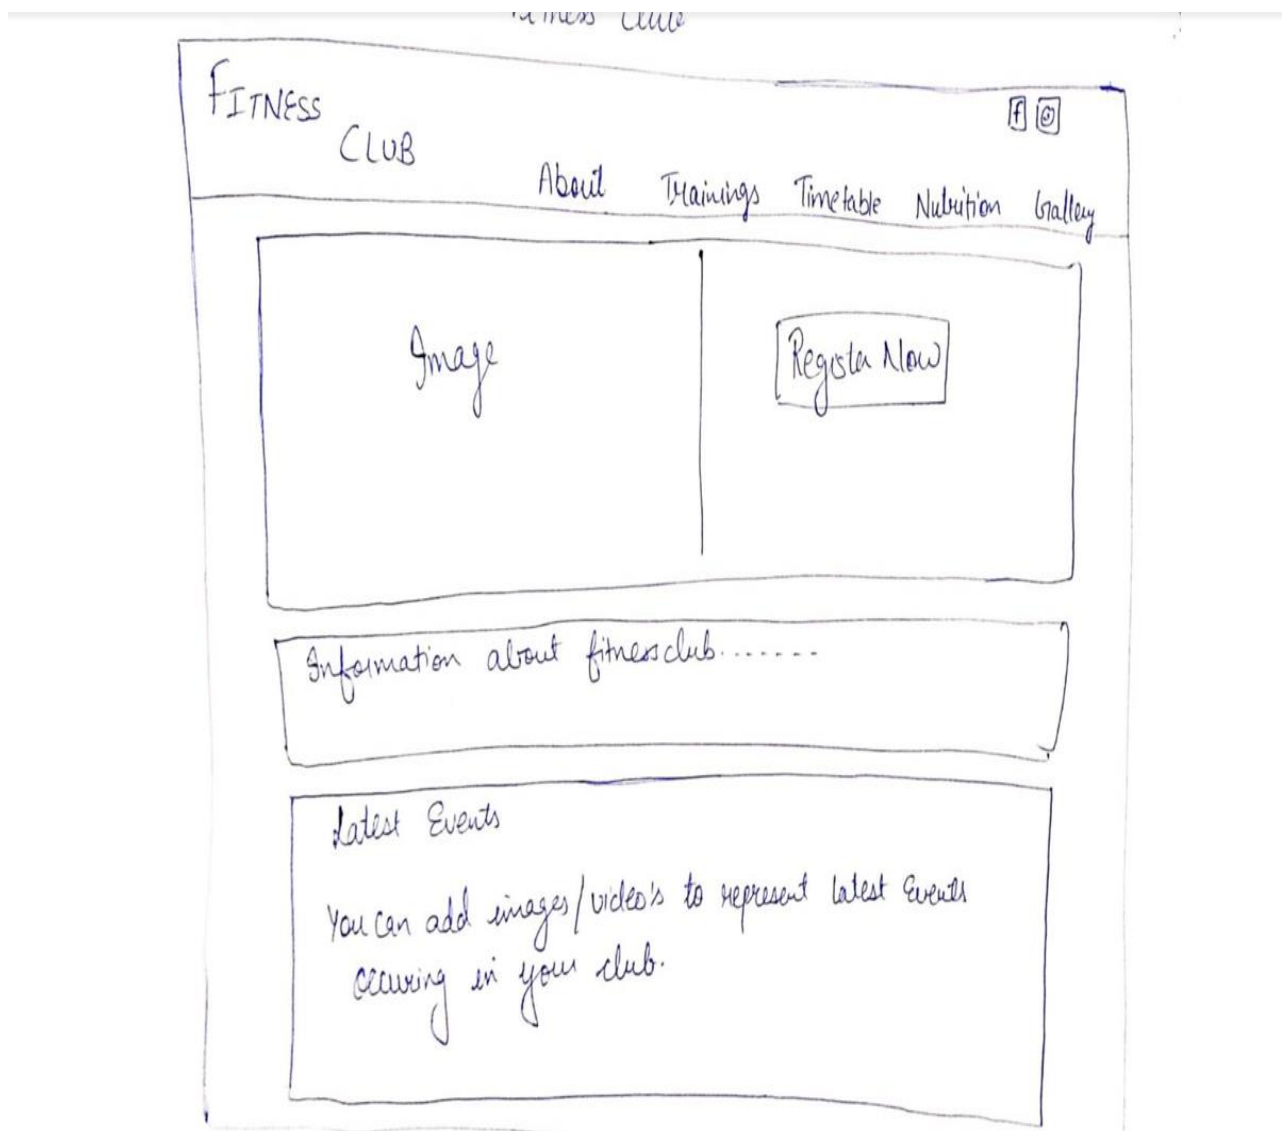 Fitness Club
FITNESS
CLUB
f
About Trainings Timetable Nutrition Gallery
Image
Register Now
Information about fitnessclub.......
Latest Events
You can add images/video's to represent latest Events
occuring in your club.